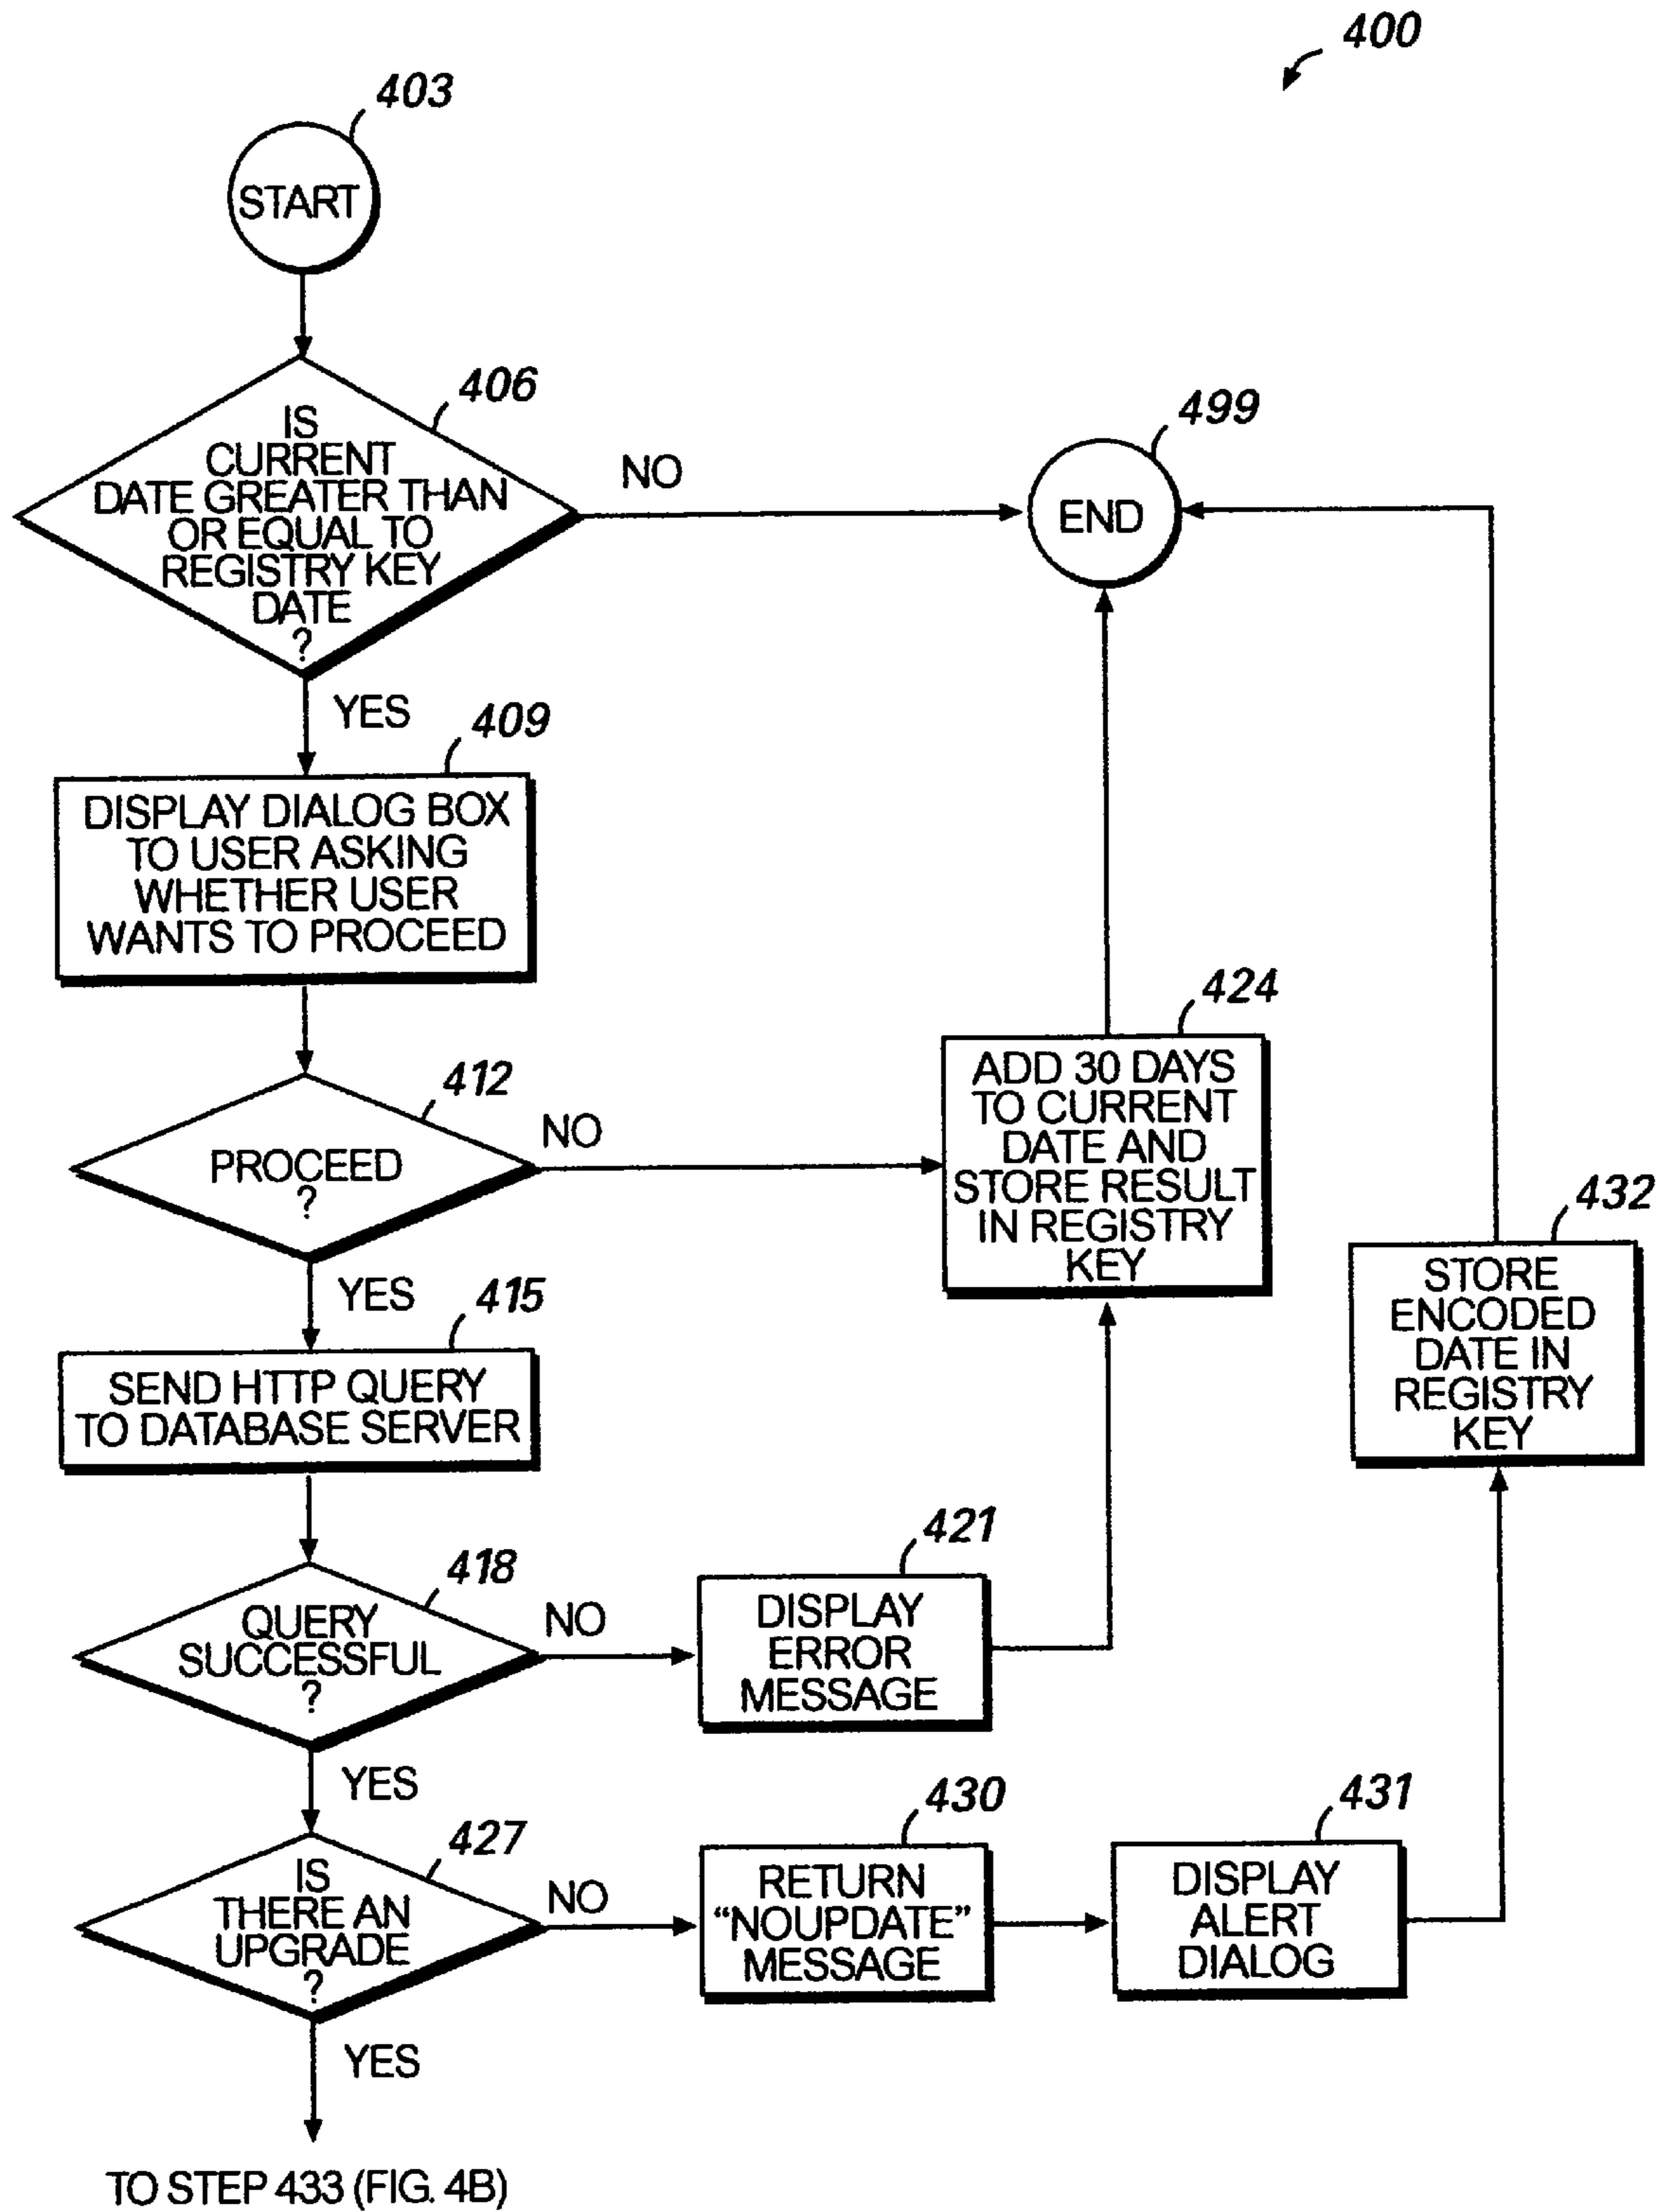 400
403
START
406
IS
CURRENT
DATE GREATER THAN
OR EQUAL TO
REGISTRY KEY
DATE
?
NO
499
END
YES
409
DISPLAY DIALOG BOX
TO USER ASKING
WHETHER USER
WANTS TO PROCEED
412
PROCEED
?
NO
424
ADD 30 DAYS
TO CURRENT
DATE AND
STORE RESULT
IN REGISTRY
KEY
432
STORE
ENCODED
DATE IN
REGISTRY
KEY
YES
415
SEND HTTP QUERY
TO DATABASE SERVER
418
QUERY
SUCCESSFUL
?
NO
421
DISPLAY
ERROR
MESSAGE
YES
427
IS
THERE AN
UPGRADE
?
NO
430
RETURN
“NOUPDATE”
MESSAGE
431
DISPLAY
ALERT
DIALOG
YES
TO STEP 433 (FIG. 4B)